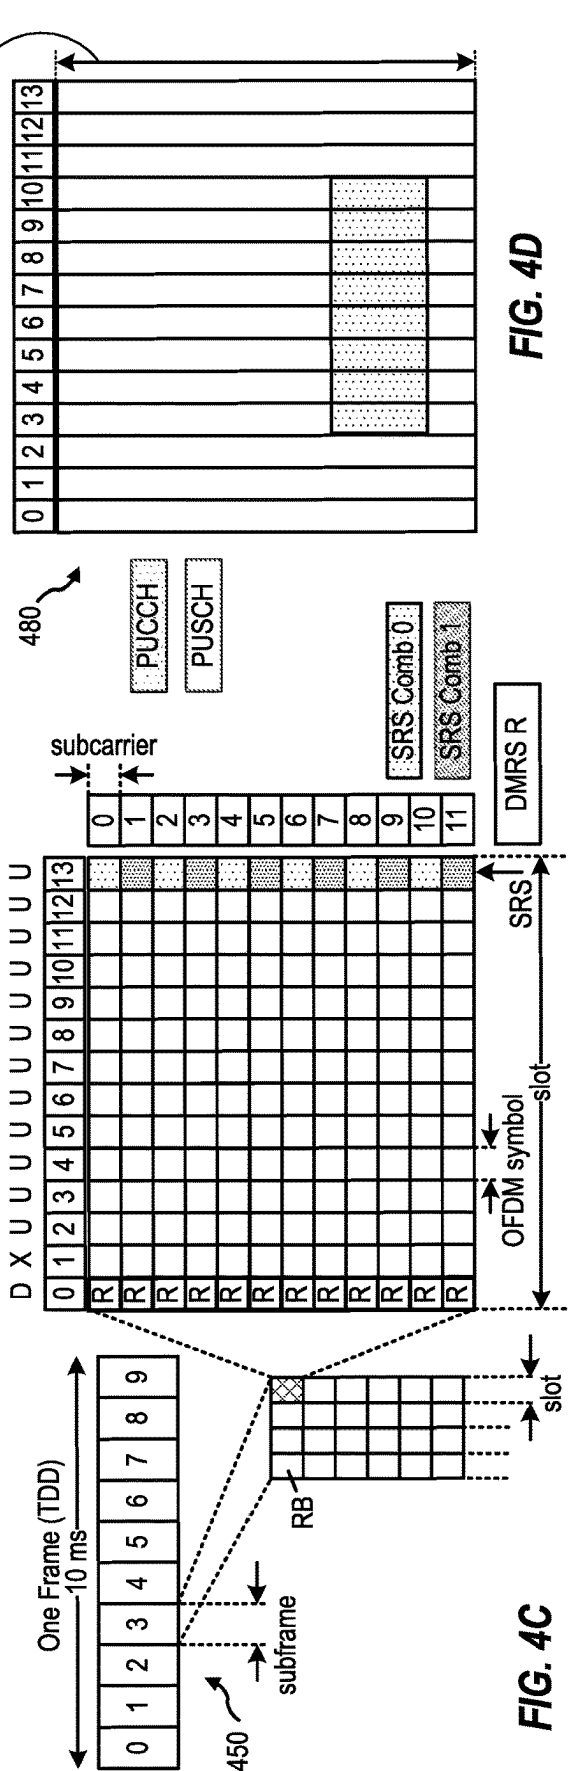 One Frame (TDD)
10 ms
0 1 2 3 4 5 6 7 8 9
450
subframe
RB
slot
D X U U U U U U U U U U U U
0 1 2 3 4 5 6 7 8 9 10 11 12 13
R
R
R
R
R
R
R
R
R
R
R
R
subcarrier
0
1
2
3
4
5
6
7
8
9
10
11
OFDM symbol
SRS
slot
SRS Comb 0
SRS Comb 1
DMRS R
FIG. 4C
480
PUCCH
PUSCH
0 1 2 3 4 5 6 7 8 9 10 11 12 13
FIG. 4D